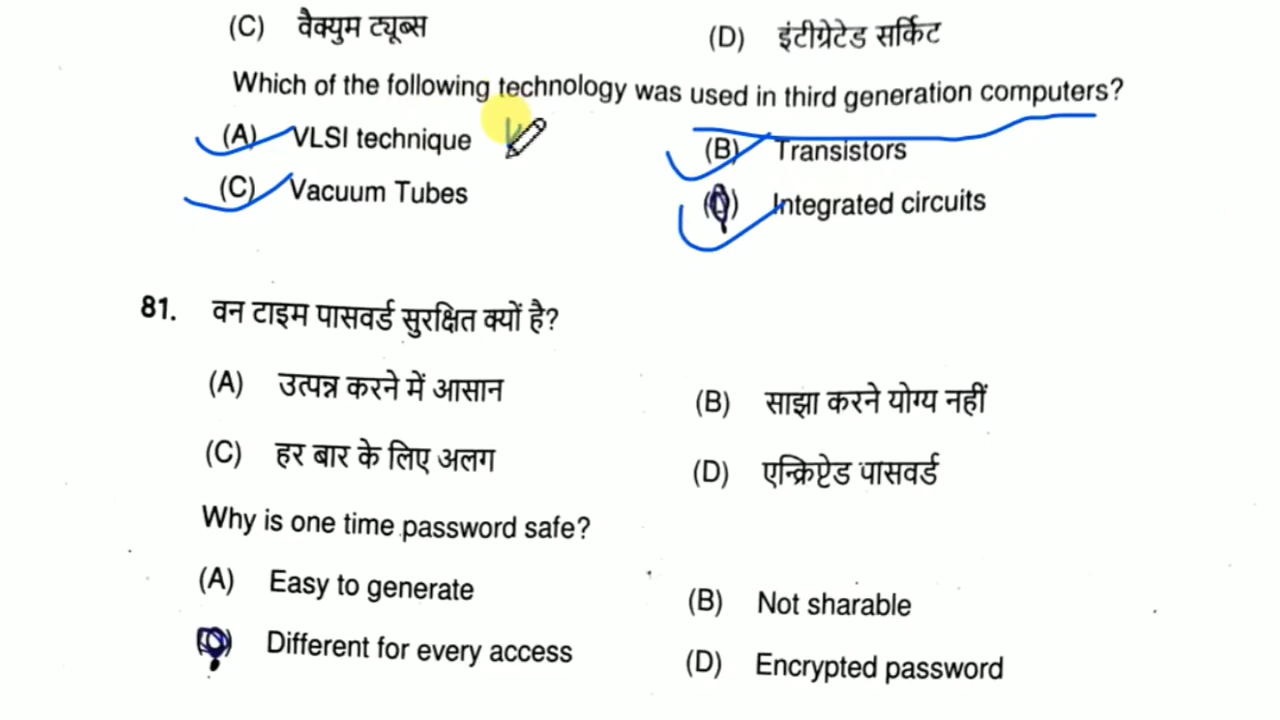 (C) वैक्युम ट्यूब्स (D) इंटीग्रेटेड सर्किट
Which of the following technology was used in third generation computers?
(A) VLSI technique (B) Transistors
(C) Vacuum Tubes (D) Integrated circuits
81. वन टाइम पासवर्ड सुरक्षित क्यों है?
(A) उत्पन्न करने में आसान (B) साझा करने योग्य नहीं
(C) हर बार के लिए अलग (D) एन्क्रिप्टेड पासवर्ड
Why is one time password safe?
(A) Easy to generate (B) Not sharable
(C) Different for every access (D) Encrypted password